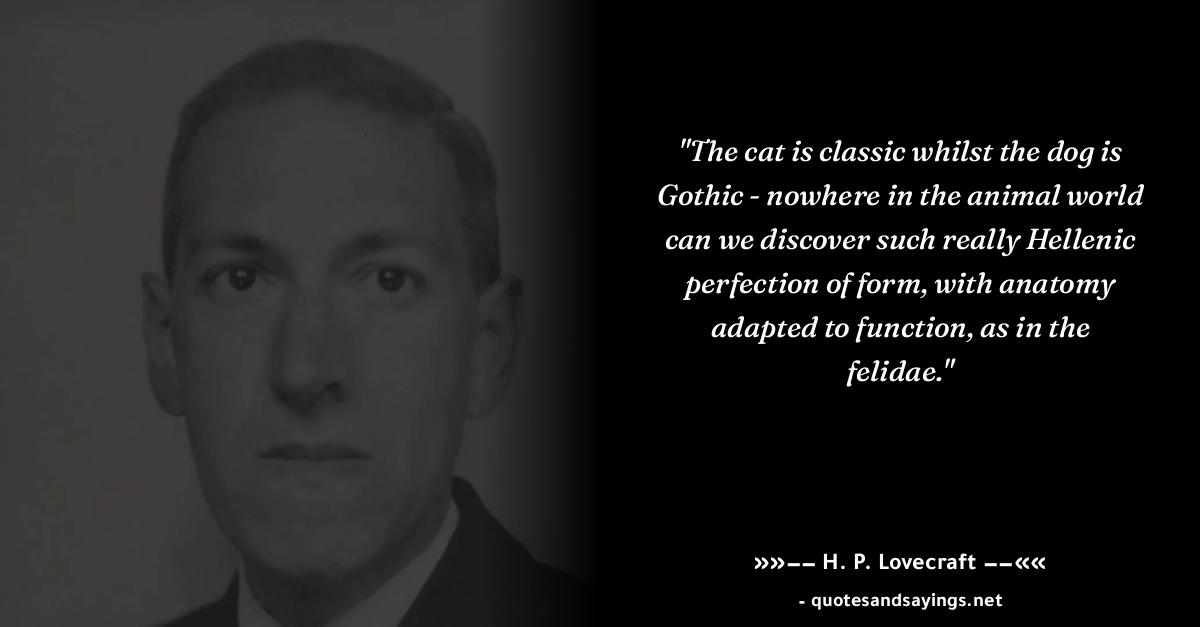 "The cat is classic whilst the dog is
Gothic - nowhere in the animal world
can we discover such really Hellenic
perfection of form, with anatomy
adapted to function, as in the
felidae."
»»–– H. P. Lovecraft ––««
- quotesandsayings.net